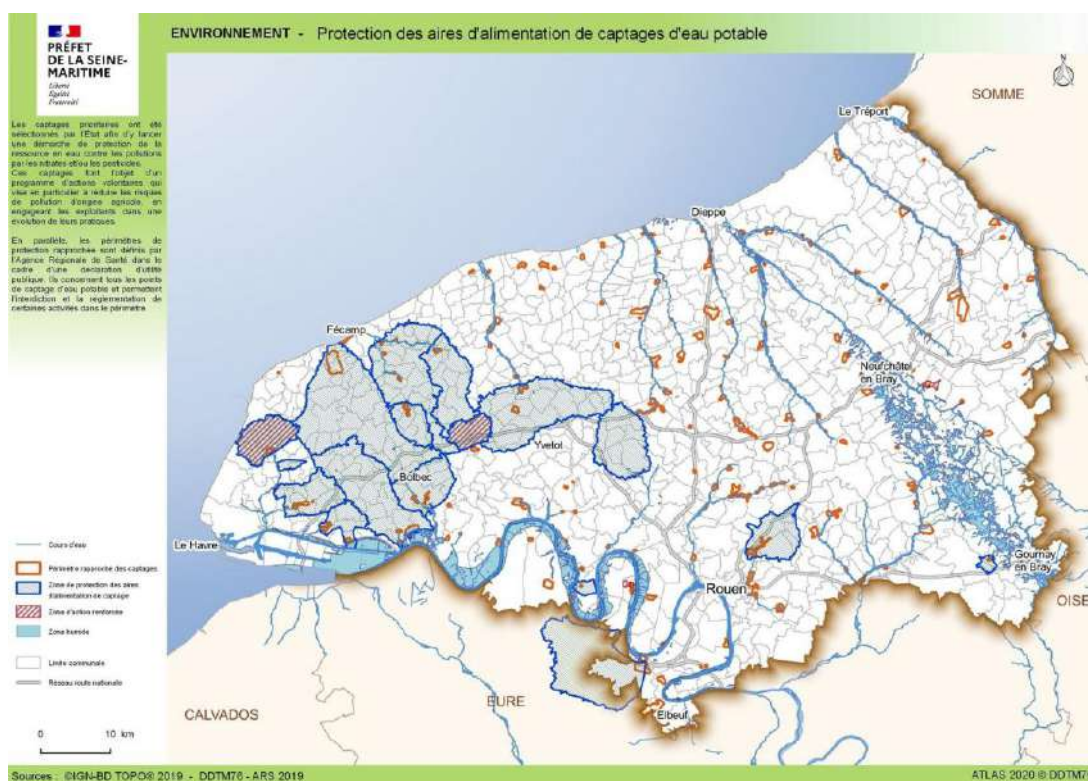 PRÉFET
DE LA SEINE-
MARITIME
Liberté
Égalité
Fraternité
ENVIRONNEMENT - Protection des aires d'alimentation de captages d'eau potable
Les captages prioritaires ont été
sélectionnés par l'État afin d'y lancer
une démarche de protection de la
ressource en eau contre les pollutions
par les nitrates et/ou les pesticides.
Ces captages font l'objet d'un
programme d'actions volontaires qui
vise en particulier à réduire les risques
de pollution d'origine agricole, en
engageant les exploitants dans une
évolution de leurs pratiques.
En parallèle, les périmètres de
protection rapprochée sont définis par
l'Agence Régionale de Santé dans le
cadre d'une déclaration d'utilité
publique. Ils concernent tous les points
de captage d'eau potable et permettent
l'interdiction et la réglementation de
certaines activités dans le périmètre.
SOMME
Le Tréport
Dieppe
Fécamp
Neufchâtel
en Bray
Yvetot
Bolbec
Le Havre
Gournay
en Bray
Rouen
OISE
EURE
Elbeuf
CALVADOS
Cours d'eau
Périmètre rapproché des captages
Zone de protection des aires
d'alimentation de captage
Zone d'action renforcée
Zone humide
Limite communale
Réseau route nationale
0 10 km
Sources : ©IGN-BD TOPO® 2019 - DDTM76 - ARS 2019
ATLAS 2020 © DDTM7